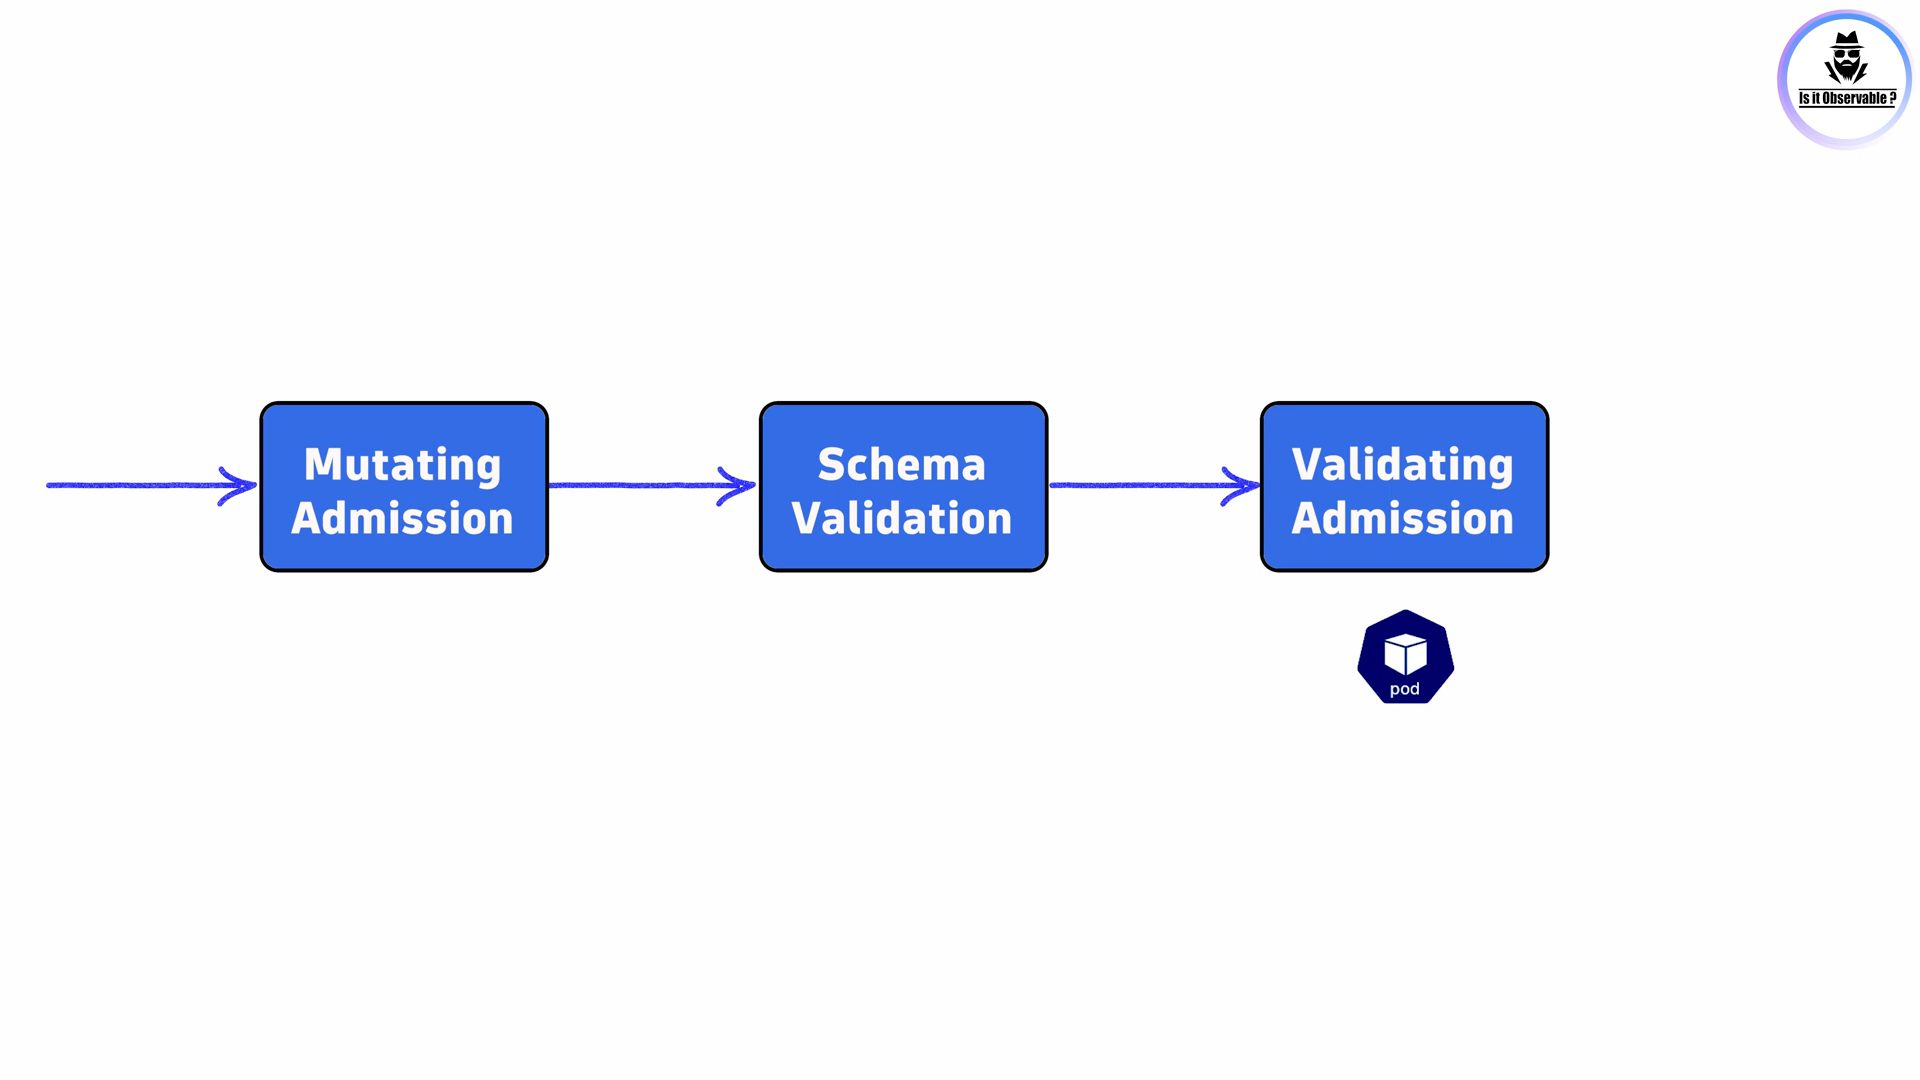 Is it Observable ?
Mutating
Admission
Schema
Validation
Validating
Admission
pod